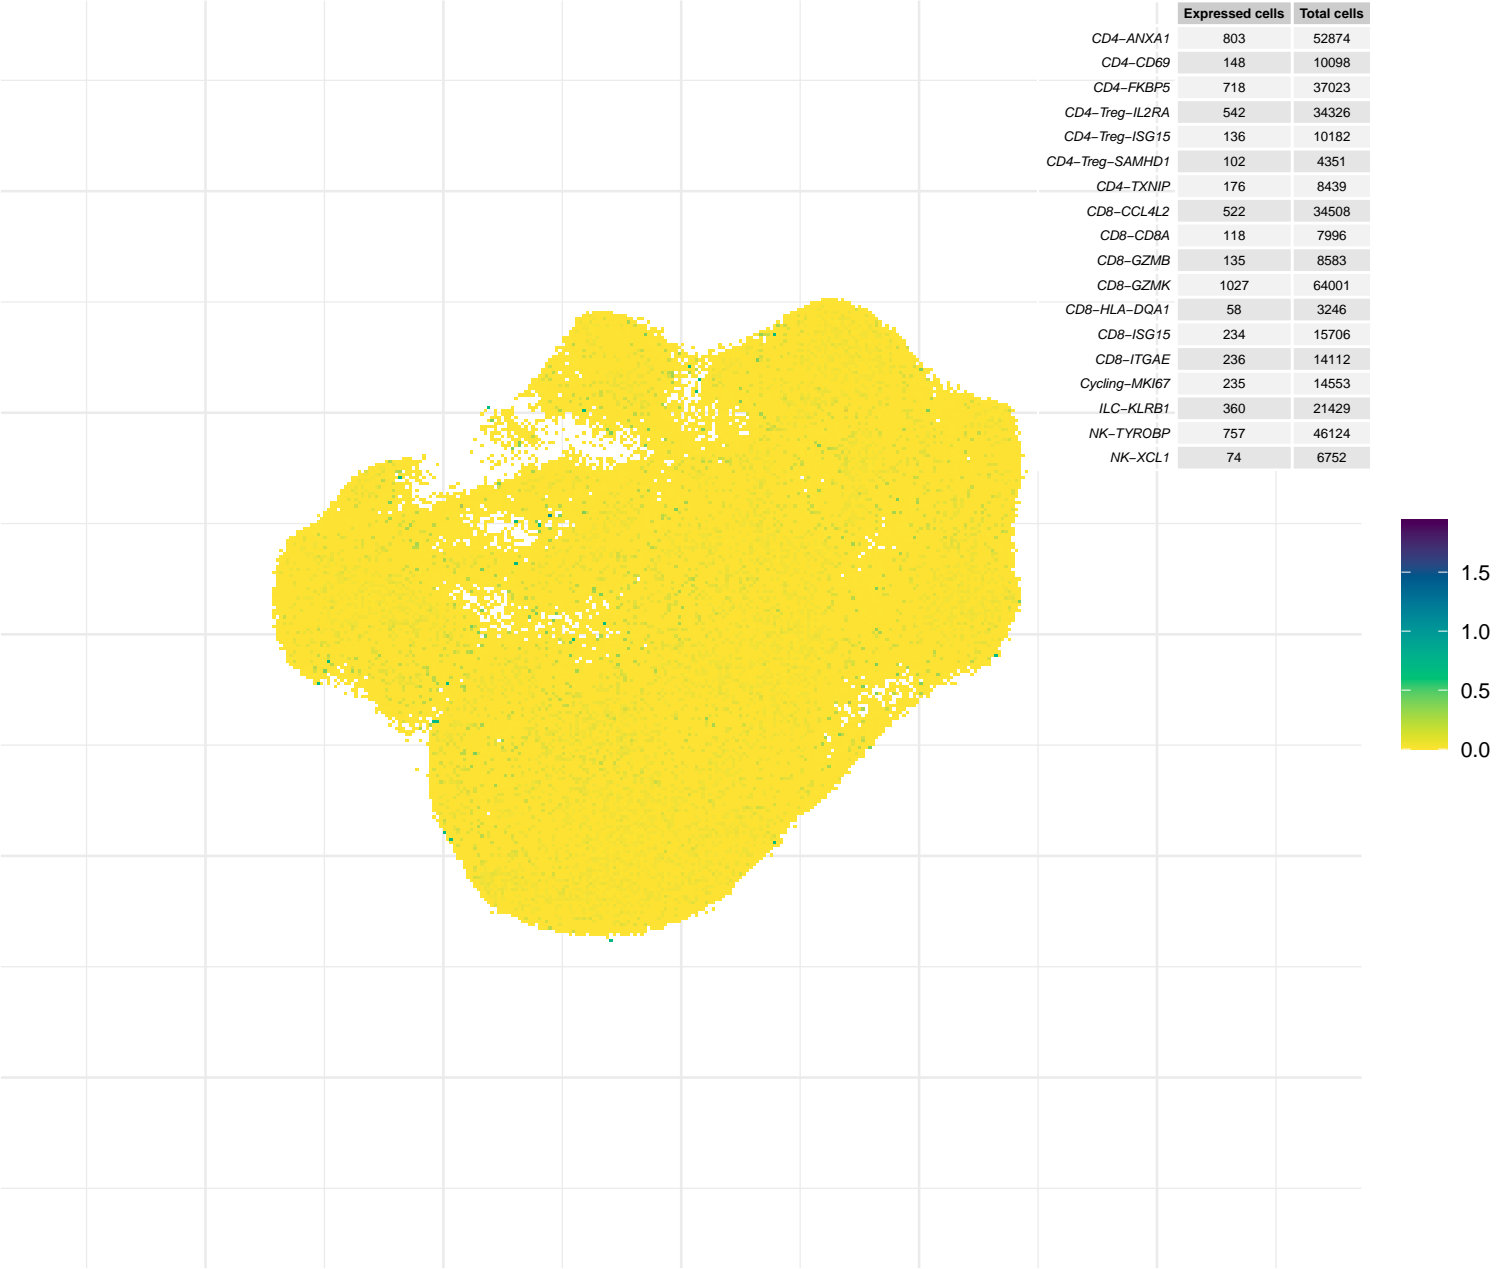 Expressed cells Total cells
CD4−ANXA1 803 52874
CD4−CD69 148 10098
CD4−FKBP5 718 37023
CD4−Treg−IL2RA 542 34326
CD4−Treg−ISG15 136 10182
CD4−Treg−SAMHD1 102 4351
CD4−TXNIP 176 8439
CD8−CCL4L2 522 34508
CD8−CD8A 118 7996
CD8−GZMB 135 8583
CD8−GZMK 1027 64001
CD8−HLA−DQA1 58 3246
CD8−ISG15 234 15706
CD8−ITGAE 236 14112
Cycling−MKI67 235 14553
ILC−KLRB1 360 21429
NK−TYROBP 757 46124
NK−XCL1 74 6752
1.5
1.0
0.5
0.0